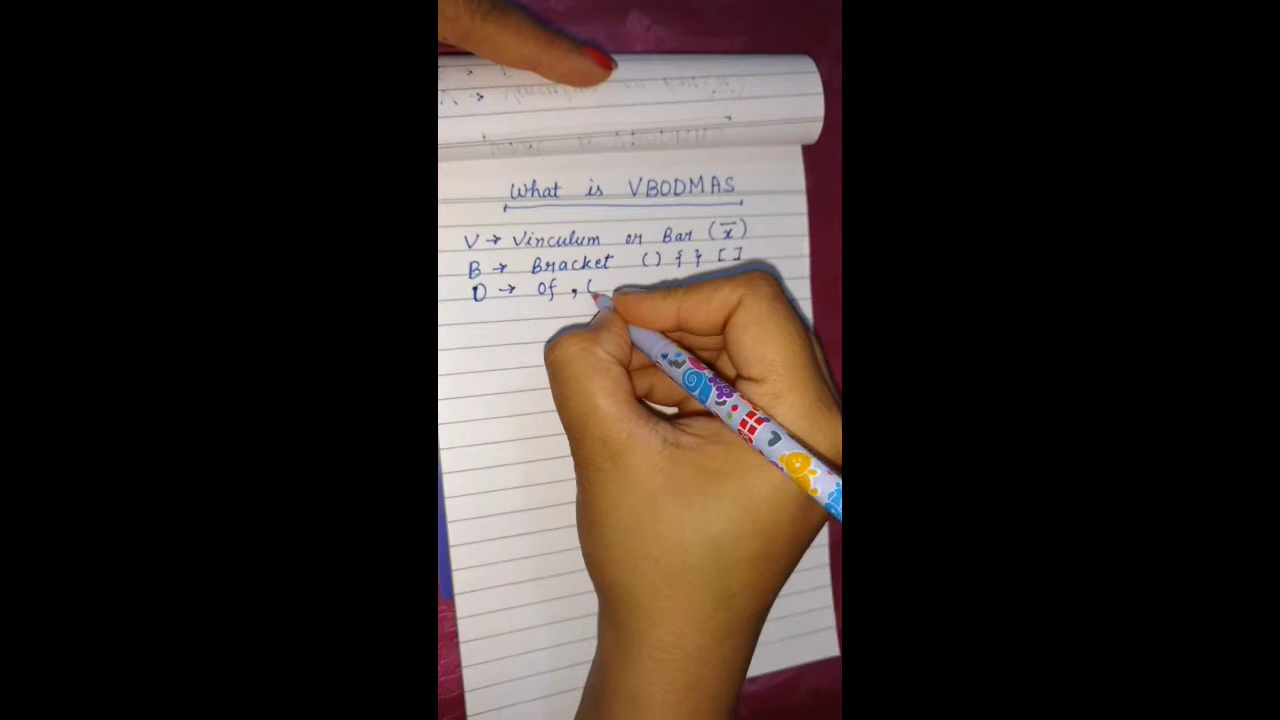 What is VBODMAS
V → Vinculum or Bar (x̅)
B → Bracket () { } [ ]
O → Of , (